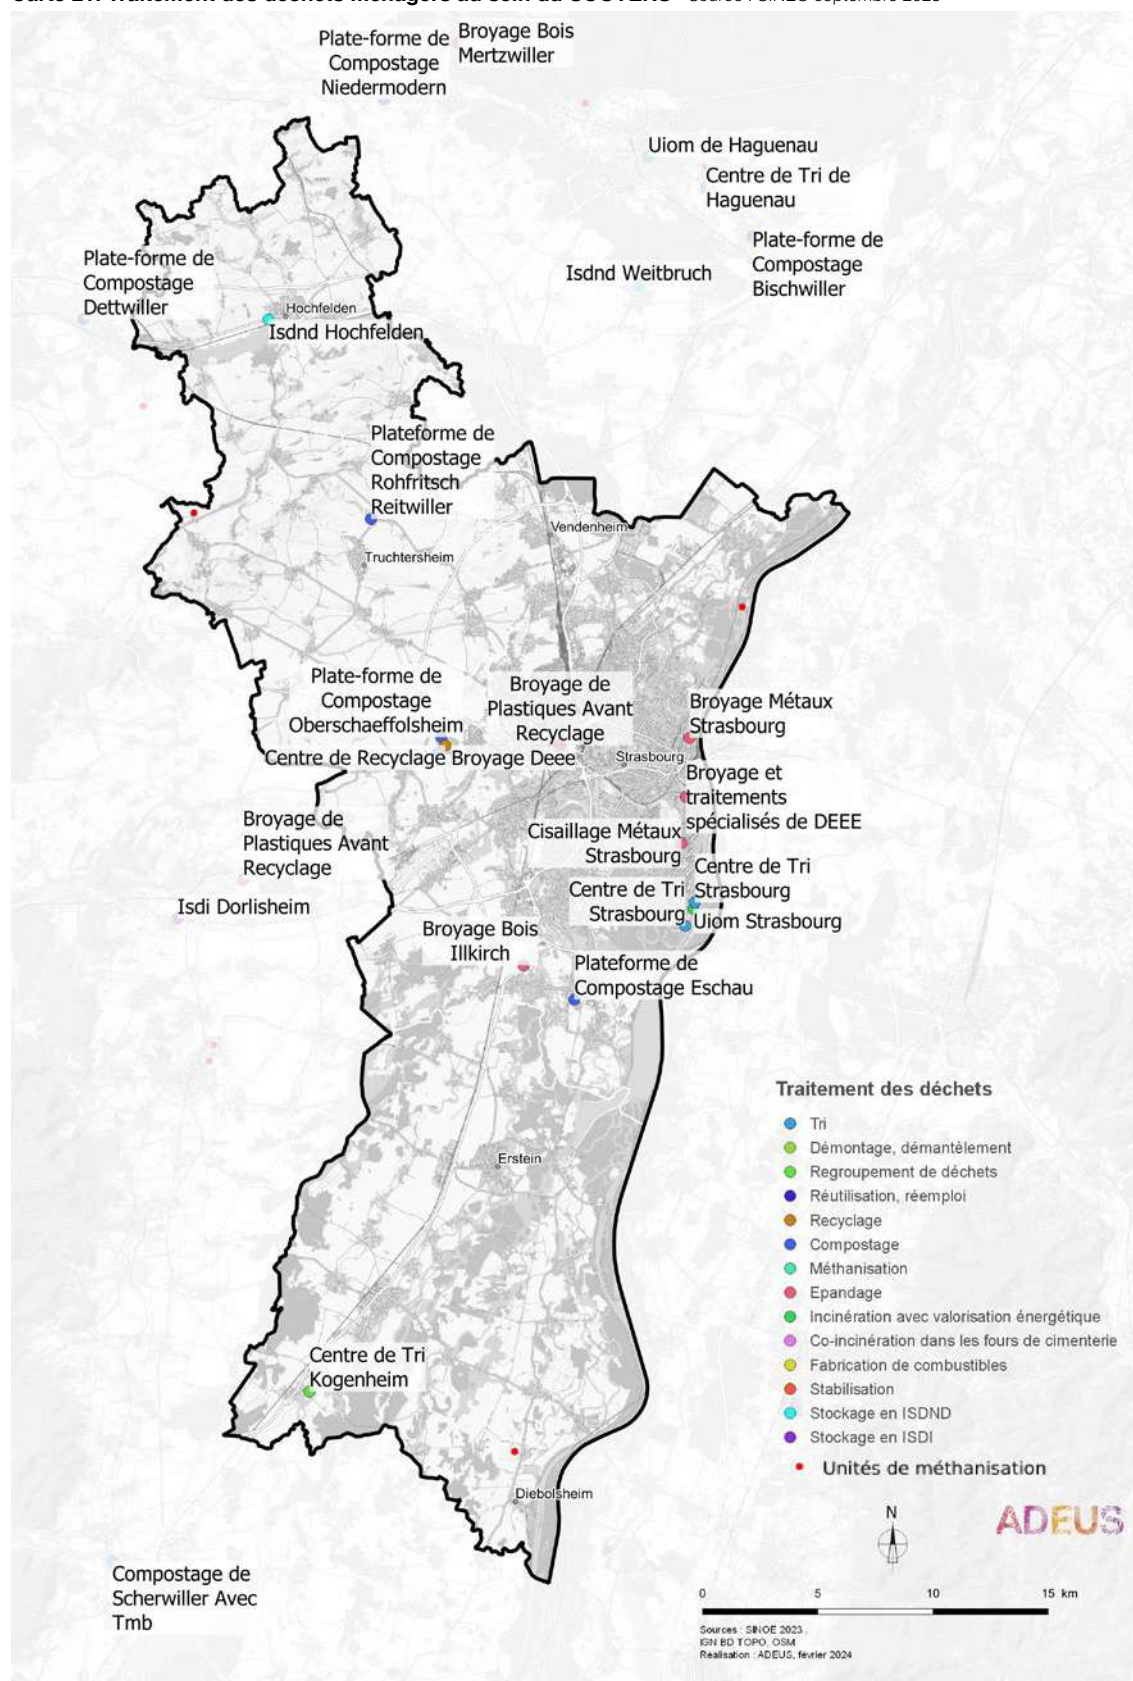 Plate-forme de
Compostage
Niedermodern
Broyage Bois
Mertzwiller
Uiom de Haguenau
Centre de Tri de
Haguenau
Plate-forme de
Compostage
Bischwiller
Isdnd Weitbruch
Plate-forme de
Compostage
Dettwiller
Hochfelden
Isdnd Hochfelden
Plateforme de
Compostage
Rohfritsch
Reitwiller
Vendenheim
Truchtersheim
Plate-forme de
Compostage
Oberschaeffolsheim
Centre de Recyclage Broyage Deee
Broyage de
Plastiques Avant
Recyclage
Broyage Métaux
Strasbourg
Strasbourg
Broyage et
traitements
spécialisés de DEEE
Broyage de
Plastiques Avant
Recyclage
Cisaillage Métaux
Strasbourg
Centre de Tri
Strasbourg
Centre de Tri
Strasbourg
Uiom Strasbourg
Isdi Dorlisheim
Broyage Bois
Illkirch
Plateforme de
Compostage Eschau
Erstein
Centre de Tri
Kogenheim
Diebolsheim
Compostage de
Scherwiller Avec
Tmb
Traitement des déchets
Tri
Démontage, démantèlement
Regroupement de déchets
Réutilisation, réemploi
Recyclage
Compostage
Méthanisation
Epandage
Incinération avec valorisation énergétique
Co-incinération dans les fours de cimenterie
Fabrication de combustibles
Stabilisation
Stockage en ISDND
Stockage en ISDI
Unités de méthanisation
N
ADEUS
0 5 10 15 km
Sources : SINOE 2023 ,
IGN BD TOPO, OSM
Réalisation : ADEUS, février 2024